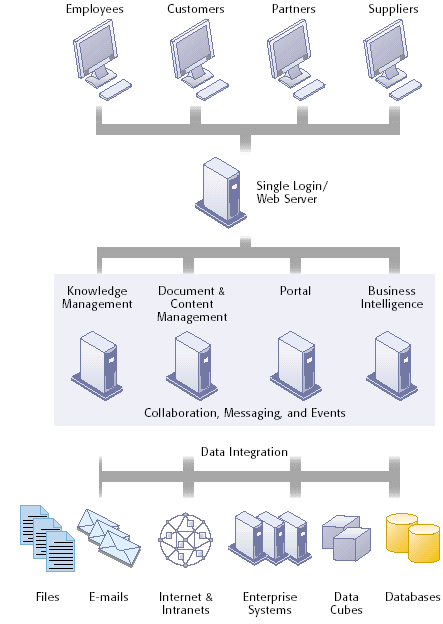 Employees
Customers
Partners
Suppliers
Single Login/
Web Server
Knowledge
Management
Document &
Content
Management
Portal
Business
Intelligence
Collaboration, Messaging, and Events
Data Integration
Files
E-mails
Internet &
Intranets
Enterprise
Systems
Data
Cubes
Databases